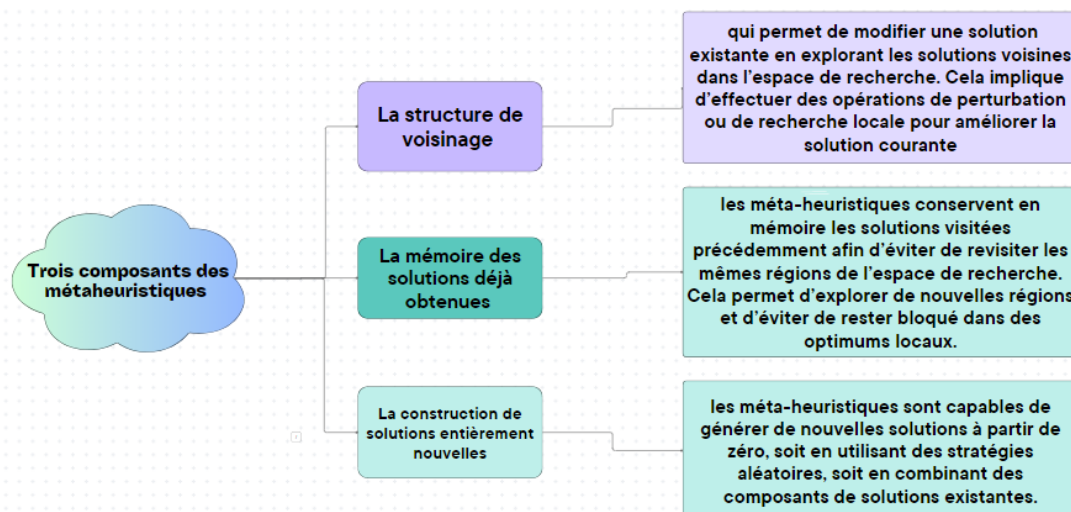 Trois composants des
métaheuristiques
La structure de
voisinage
qui permet de modifier une solution
existante en explorant les solutions voisines
dans l'espace de recherche. Cela implique
d'effectuer des opérations de perturbation
ou de recherche locale pour améliorer la
solution courante
La mémoire des
solutions déjà
obtenues
les méta-heuristiques conservent en
mémoire les solutions visitées
précédemment afin d'éviter de revisiter les
mêmes régions de l'espace de recherche.
Cela permet d'explorer de nouvelles régions
et d'éviter de rester bloqué dans des
optimums locaux.
La construction de
solutions entièrement
nouvelles
les méta-heuristiques sont capables de
générer de nouvelles solutions à partir de
zéro, soit en utilisant des stratégies
aléatoires, soit en combinant des
composants de solutions existantes.